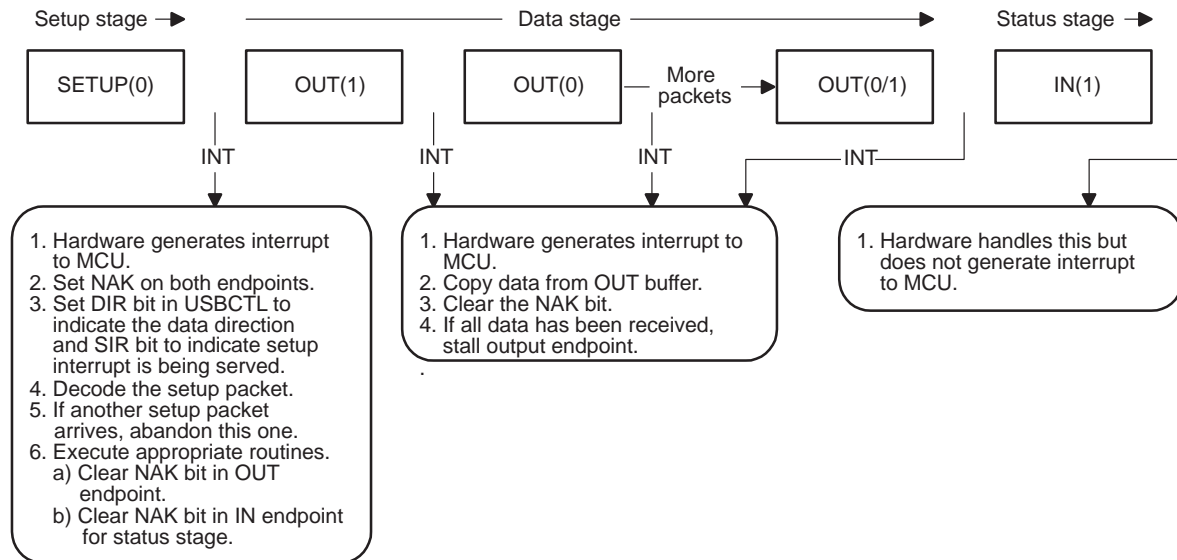 Setup stage
Data stage
Status stage
SETUP(0)
OUT(1)
OUT(0)
More
packets
OUT(0/1)
IN(1)
INT
INT
INT
INT
1. Hardware generates interrupt
to MCU.
2. Set NAK on both endpoints.
3. Set DIR bit in USBCTL to
indicate the data direction
and SIR bit to indicate setup
interrupt is being served.
4. Decode the setup packet.
5. If another setup packet
arrives, abandon this one.
6. Execute appropriate routines.
a) Clear NAK bit in OUT
endpoint.
b) Clear NAK bit in IN endpoint
for status stage.
1. Hardware generates interrupt to
MCU.
2. Copy data from OUT buffer.
3. Clear the NAK bit.
4. If all data has been received,
stall output endpoint.
.
1. Hardware handles this but
does not generate interrupt
to MCU.